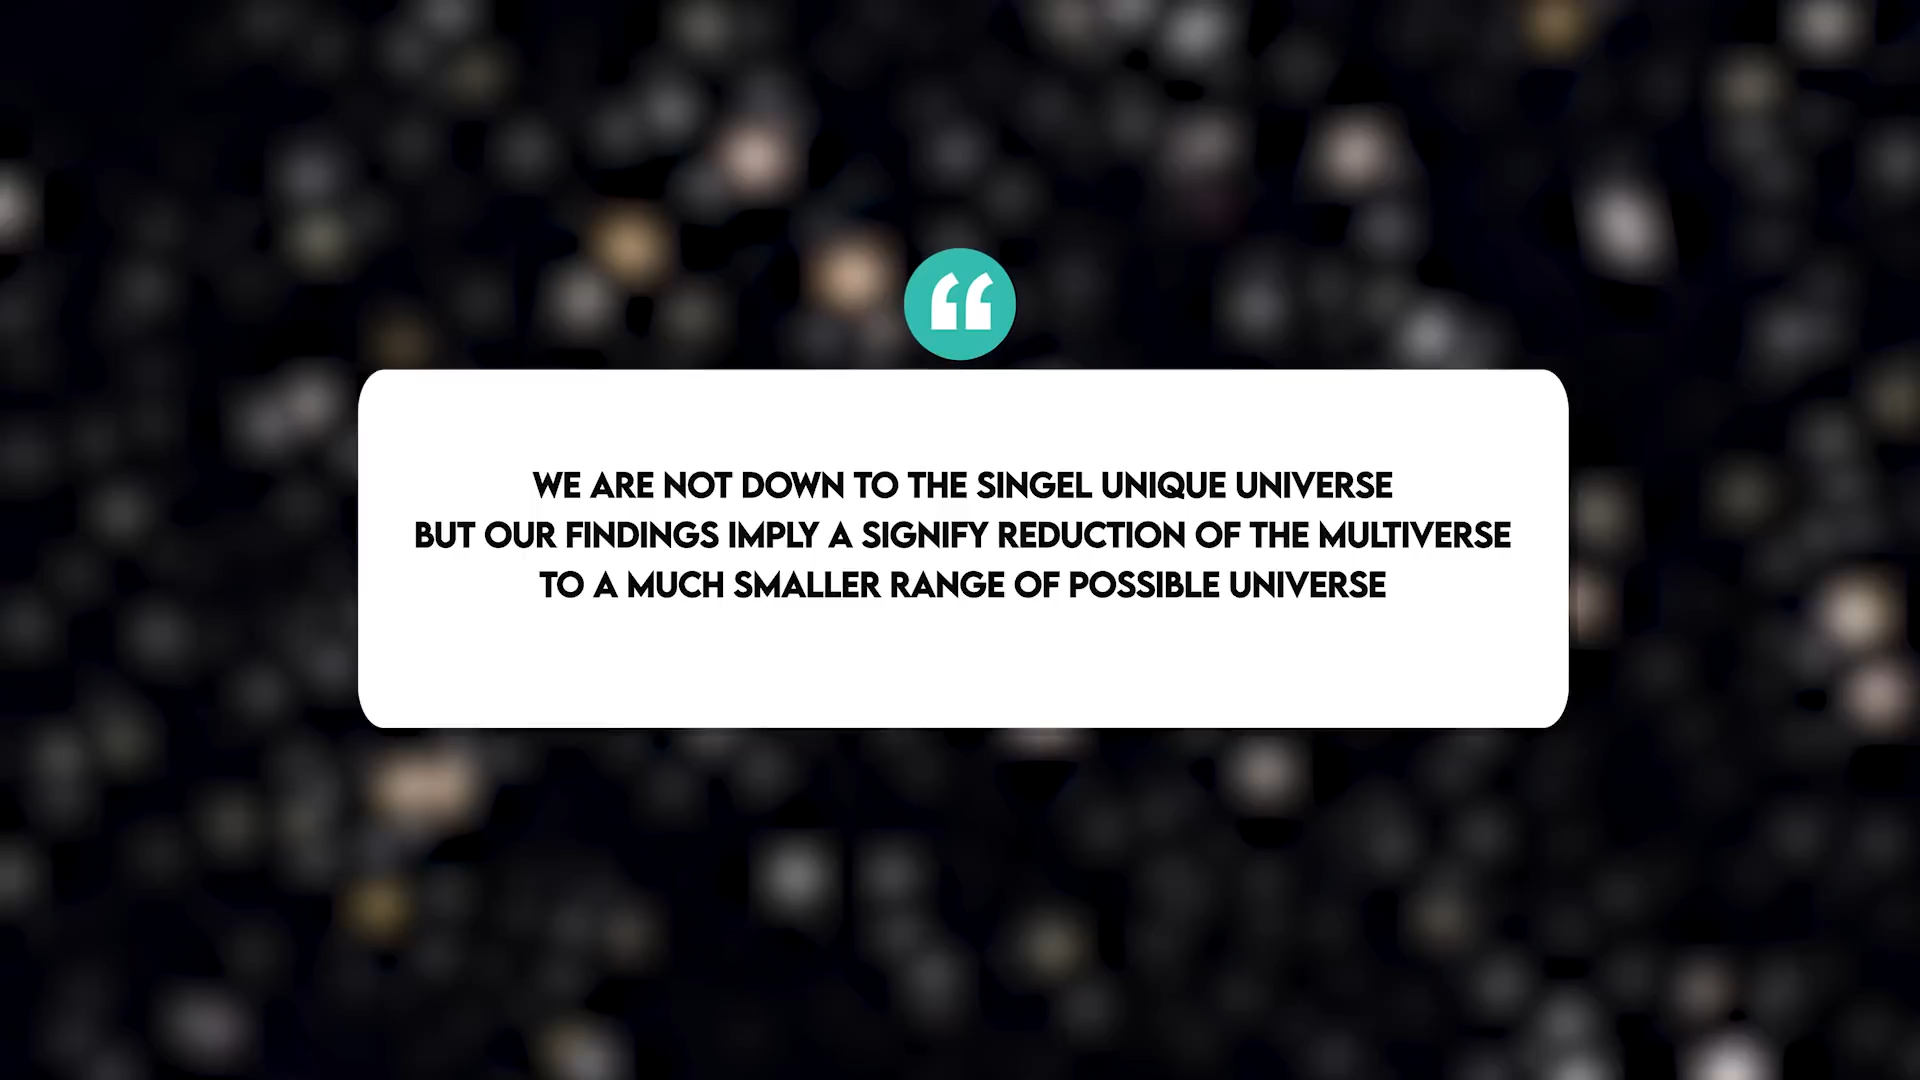 WE ARE NOT DOWN TO THE SINGEL UNIQUE UNIVERSE
BUT OUR FINDINGS IMPLY A SIGNIFY REDUCTION OF THE MULTIVERSE
TO A MUCH SMALLER RANGE OF POSSIBLE UNIVERSE